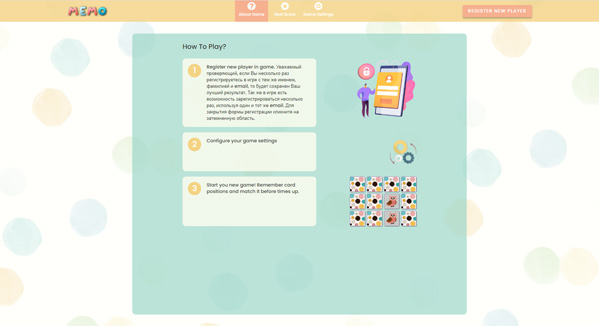 MEMO
About Game
Best Score
Game Settings
REGISTER NEW PLAYER
How To Play?
1
Register new player in game. Уважаемый
проверяющий, если Вы несколько раз
регистрируетесь в игре с тем же именем,
фамилией и email, то будет сохранен Ваш
лучший результат. Так же в игре есть
возможность зарегистрироваться несколько
раз, используя один и тот же email. Для
закрытия формы регистрации кликните на
затемненную область.
2
Configure your game settings
3
Start you new game! Remember card
positions and match it before times up.